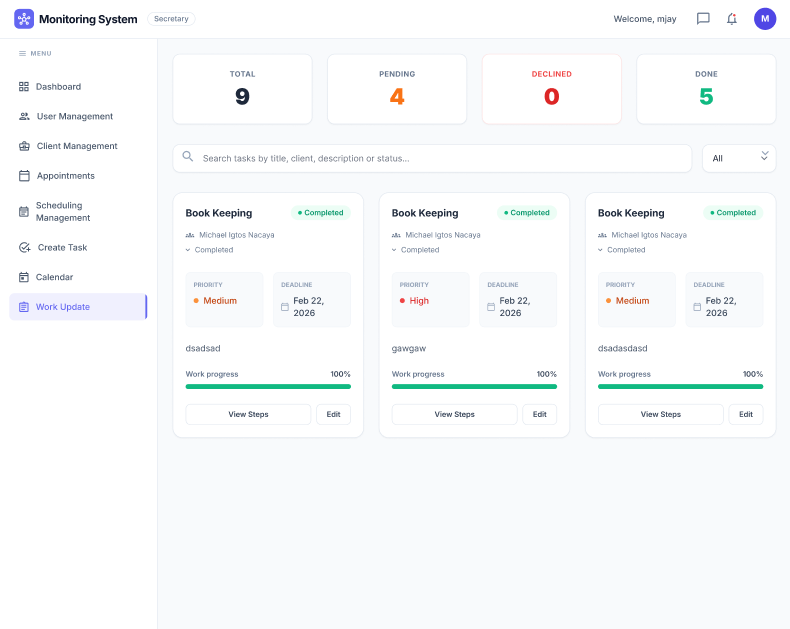 Monitoring System
Secretary
Welcome, mjay
M
MENU
Dashboard
User Management
Client Management
Appointments
Scheduling
Management
Create Task
Calendar
Work Update
TOTAL
9
PENDING
4
DECLINED
0
DONE
5
Search tasks by title, client, description or status...
All
Book Keeping
Completed
Michael Igtos Nacaya
Completed
PRIORITY
Medium
DEADLINE
Feb 22,
2026
dsadsad
Work progress
100%
View Steps
Edit
Book Keeping
Completed
Michael Igtos Nacaya
Completed
PRIORITY
High
DEADLINE
Feb 22,
2026
gawgaw
Work progress
100%
View Steps
Edit
Book Keeping
Completed
Michael Igtos Nacaya
Completed
PRIORITY
Medium
DEADLINE
Feb 22,
2026
dsadasdasd
Work progress
100%
View Steps
Edit